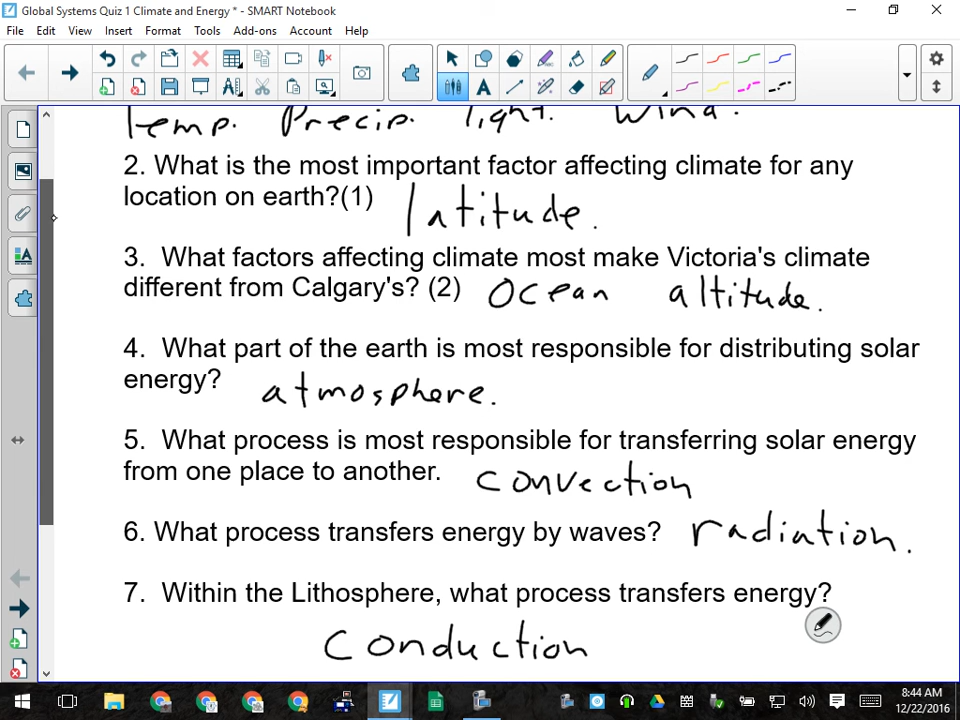 Global Systems Quiz 1 Climate and Energy * - SMART Notebook
File Edit View Insert Format Tools Add-ons Account Help
Temp. Precip. light. Wind.
2. What is the most important factor affecting climate for any
location on earth?(1) latitude.
3. What factors affecting climate most make Victoria's climate
different from Calgary's? (2) Ocean altitude.
4. What part of the earth is most responsible for distributing solar
energy? atmosphere.
5. What process is most responsible for transferring solar energy
from one place to another. convection
6. What process transfers energy by waves? radiation.
7. Within the Lithosphere, what process transfers energy?
Conduction
8:44 AM
12/22/2016